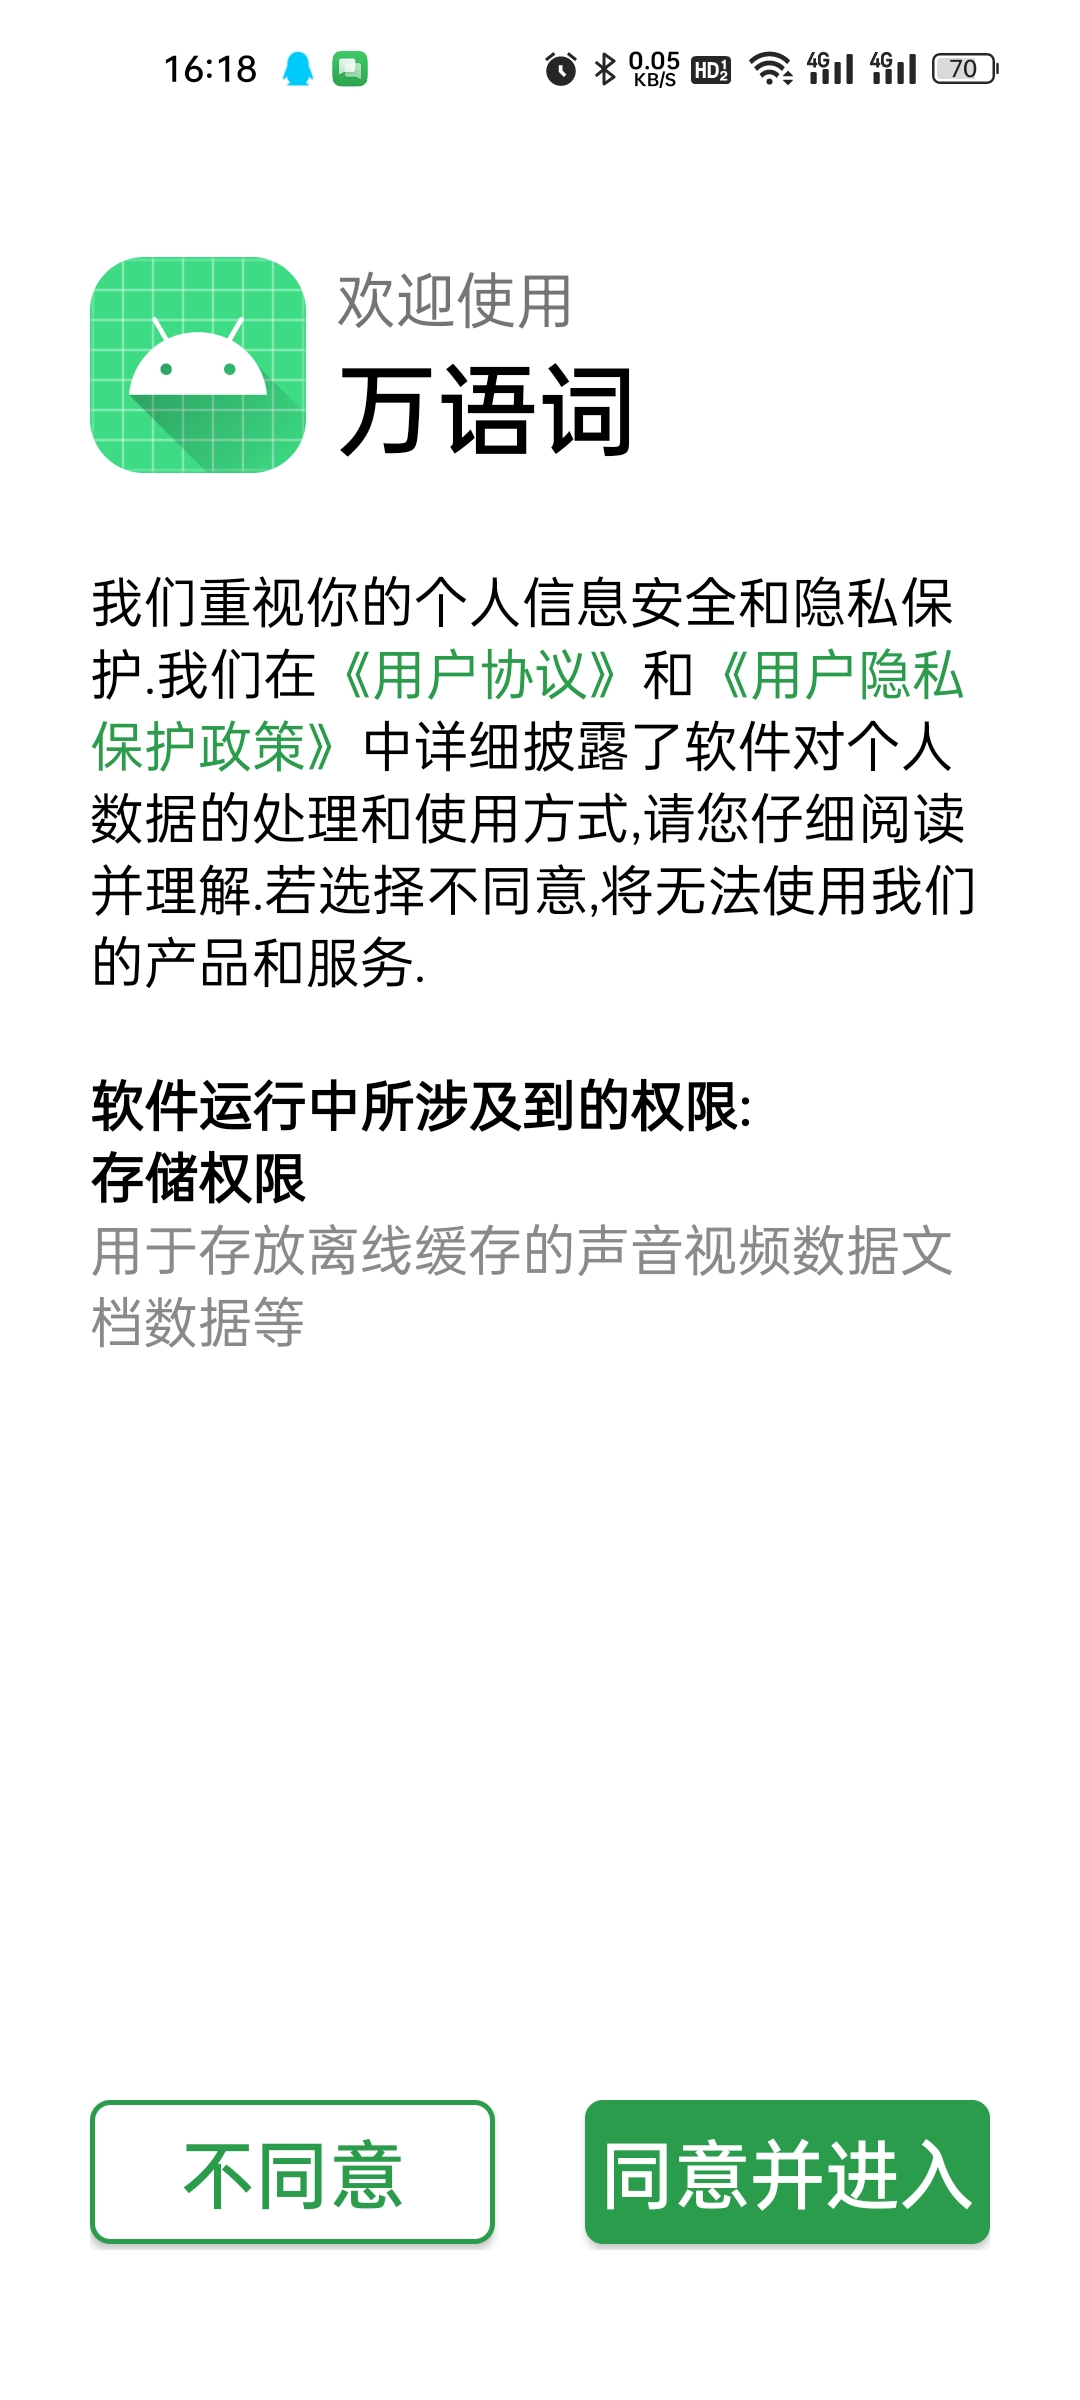 16:18
0.05
KB/S
HD 1 2
4G
4G
70
欢迎使用
万语词
我们重视你的个人信息安全和隐私保
护.我们在《用户协议》和《用户隐私
保护政策》中详细披露了软件对个人
数据的处理和使用方式,请您仔细阅读
并理解.若选择不同意,将无法使用我们
的产品和服务.
软件运行中所涉及到的权限:
存储权限
用于存放离线缓存的声音视频数据文
档数据等
不同意
同意并进入